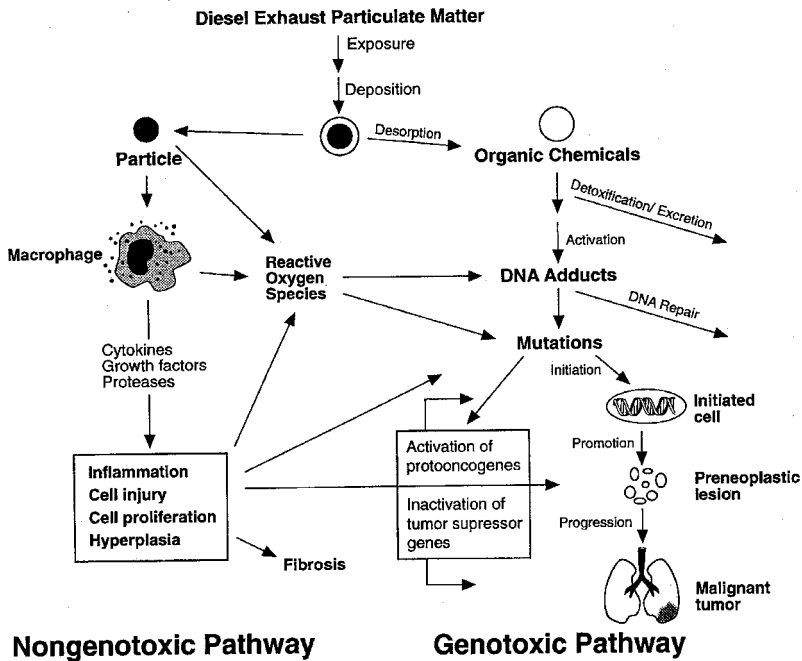 Diesel Exhaust Particulate Matter
Exposure
Deposition
Desorption
Particle
Organic Chemicals
Detoxification/ Excretion
Macrophage
Activation
Reactive
Oxygen
Species
DNA Adducts
DNA Repair
Mutations
Cytokines
Growth factors
Proteases
Initiation
Initiated
cell
Activation of
protooncogenes
Promotion
Inflammation
Cell injury
Cell proliferation
Hyperplasia
Preneoplastic
lesion
Inactivation of
tumor supressor
genes
Progression
Fibrosis
Malignant
tumor
Nongenotoxic Pathway
Genotoxic Pathway